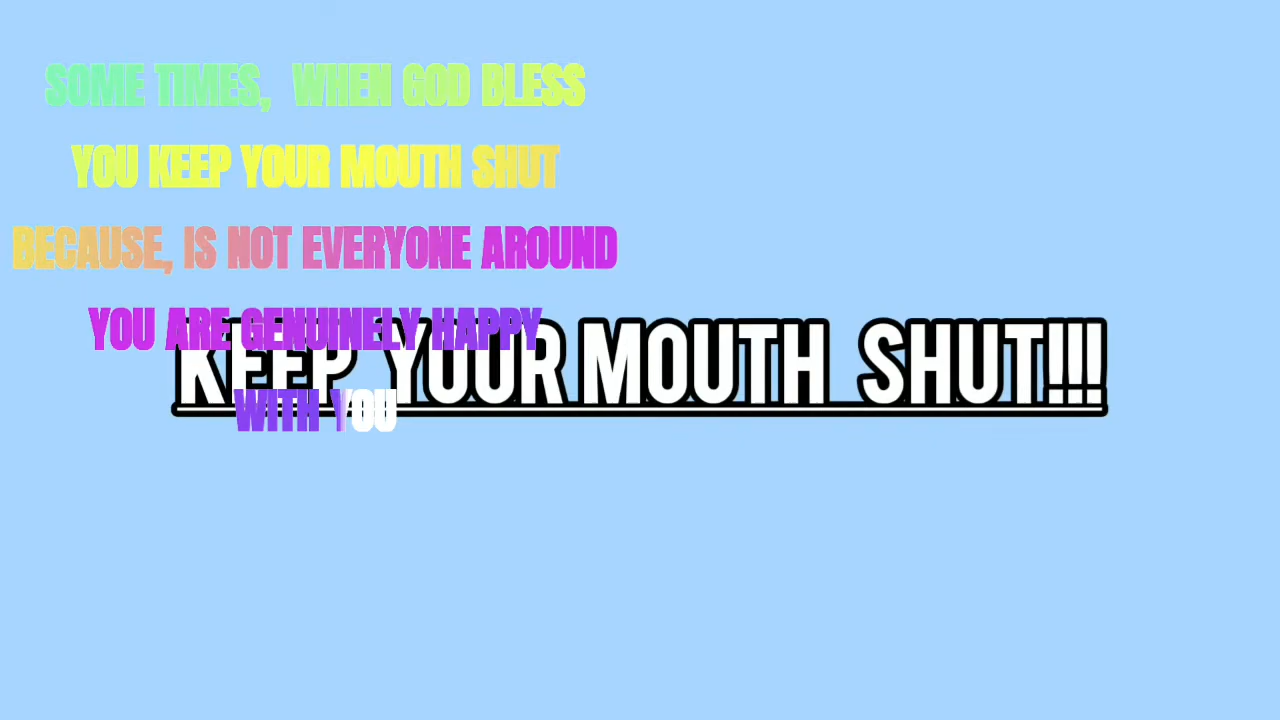 SOME TIMES, WHEN GOD BLESS
YOU KEEP YOUR MOUTH SHUT
BECAUSE, IS NOT EVERYONE AROUND
YOU ARE GENUINELY HAPPY
WITH YOU
KEEP YOUR MOUTH SHUT!!!